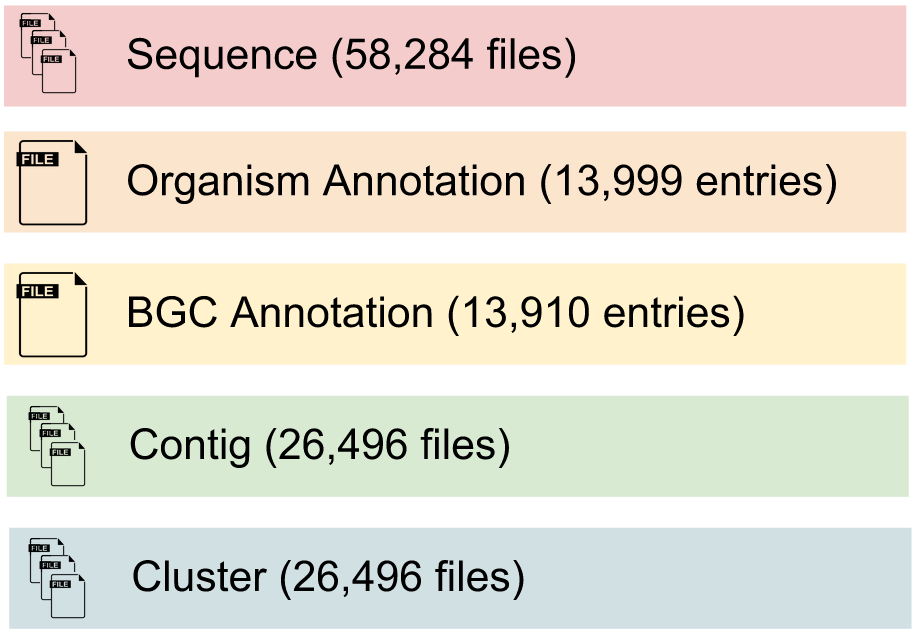 FILE
FILE
FILE
Sequence (58,284 files)
FILE
Organism Annotation (13,999 entries)
FILE
BGC Annotation (13,910 entries)
FILE
FILE
FILE
Contig (26,496 files)
FILE
FILE
FILE
Cluster (26,496 files)